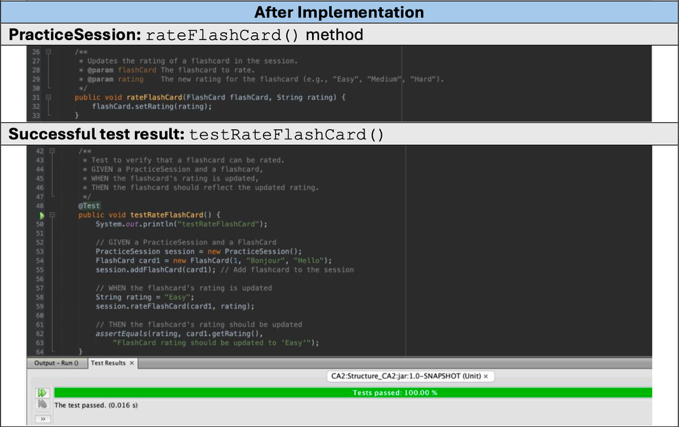 After Implementation
PracticeSession: rateFlashCard() method
26 /**
27 * Updates the rating of a flashcard in the session.
28 * @param flashCard The flashcard to rate.
29 * @param rating The new rating for the flashcard (e.g., "Easy", "Medium", "Hard").
30 */
31 public void rateFlashCard(FlashCard flashCard, String rating) {
32 flashCard.setRating(rating);
33 }
Successful test result: testRateFlashCard()
42 /**
43 * Test to verify that a flashcard can be rated.
44 * GIVEN a PracticeSession and a flashcard,
45 * WHEN the flashcard's rating is updated,
46 * THEN the flashcard should reflect the updated rating.
47 */
48 @Test
public void testRateFlashCard() {
50 System.out.println("testRateFlashCard");
51
52 // GIVEN a PracticeSession and a FlashCard
53 PracticeSession session = new PracticeSession();
54 FlashCard card1 = new FlashCard(1, "Bonjour", "Hello");
55 session.addFlashCard(card1); // Add flashcard to the session
56
57 // WHEN the flashcard's rating is updated
58 String rating = "Easy";
59 session.rateFlashCard(card1, rating);
60
61 // THEN the flashcard's rating should be updated
62 assertEquals(rating, card1.getRating(),
63 "FlashCard rating should be updated to 'Easy'");
64 }
Output - Run () Test Results ×
CA2:Structure_CA2:jar:1.0-SNAPSHOT (Unit) ×
Tests passed: 100.00 %
The test passed. (0.016 s)
>>